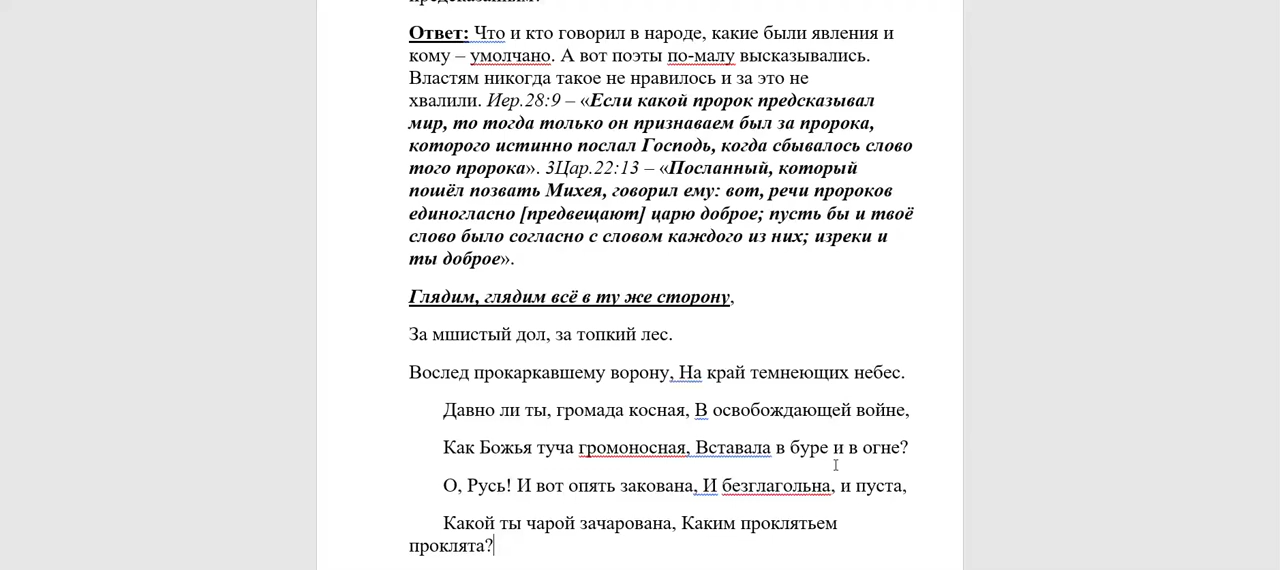 Ответ: Что и кто говорил в народе, какие были явления и
кому – умолчано. А вот поэты по-малу высказывались.
Властям никогда такое не нравилось и за это не
хвалили. Иер.28:9 – «Если какой пророк предсказывал
мир, то тогда только он признаваем был за пророка,
которого истинно послал Господь, когда сбывалось слово
того пророка». 3Цар.22:13 – «Посланный, который
пошёл позвать Михея, говорил ему: вот, речи пророков
единогласно [предвещают] царю доброе; пусть бы и твоё
слово было согласно с словом каждого из них; изреки и
ты доброе».
Глядим, глядим всё в ту же сторону,
За мшистый дол, за топкий лес.
Вослед прокаркавшему ворону, На край темнеющих небес.
Давно ли ты, громада косная, В освобождающей войне,
Как Божья туча громоносная, Вставала в буре и в огне?
О, Русь! И вот опять закована, И безглагольна, и пуста,
Какой ты чарой зачарована, Каким проклятьем
проклята?